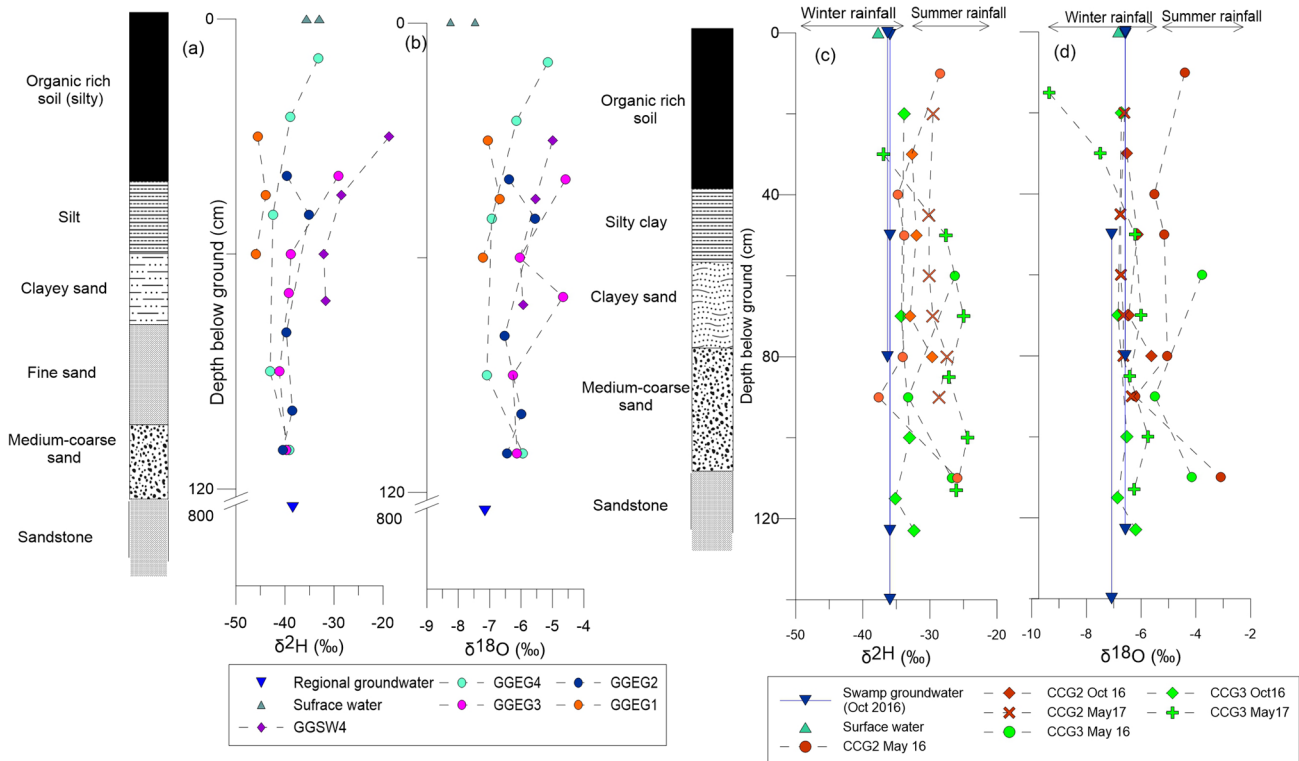 Organic rich
soil (silty)
Silt
Clayey sand
Fine sand
Medium-coarse
sand
Sandstone
Depth below ground (cm)
0
120
800
(a)
-50
-40
-30
-20
δ2H (‰)
0
120
800
(b)
-9
-8
-7
-6
-5
-4
δ18O (‰)
Regional groundwater
Sufrace water
GGSW4
GGEG4
GGEG3
GGEG2
GGEG1
Organic rich
soil
Silty clay
Clayey sand
Medium-coarse
sand
Sandstone
Depth below ground (cm)
Winter rainfall
Summer rainfall
(c)
0
40
80
120
-50
-40
-30
-20
δ2H (‰)
Winter rainfall
Summer rainfall
(d)
-10
-8
-6
-4
-2
δ18O (‰)
Swamp groundwater
(Oct 2016)
Surface water
CCG2 May 16
CCG2 Oct 16
CCG2 May17
CCG3 May 16
CCG3 Oct16
CCG3 May17